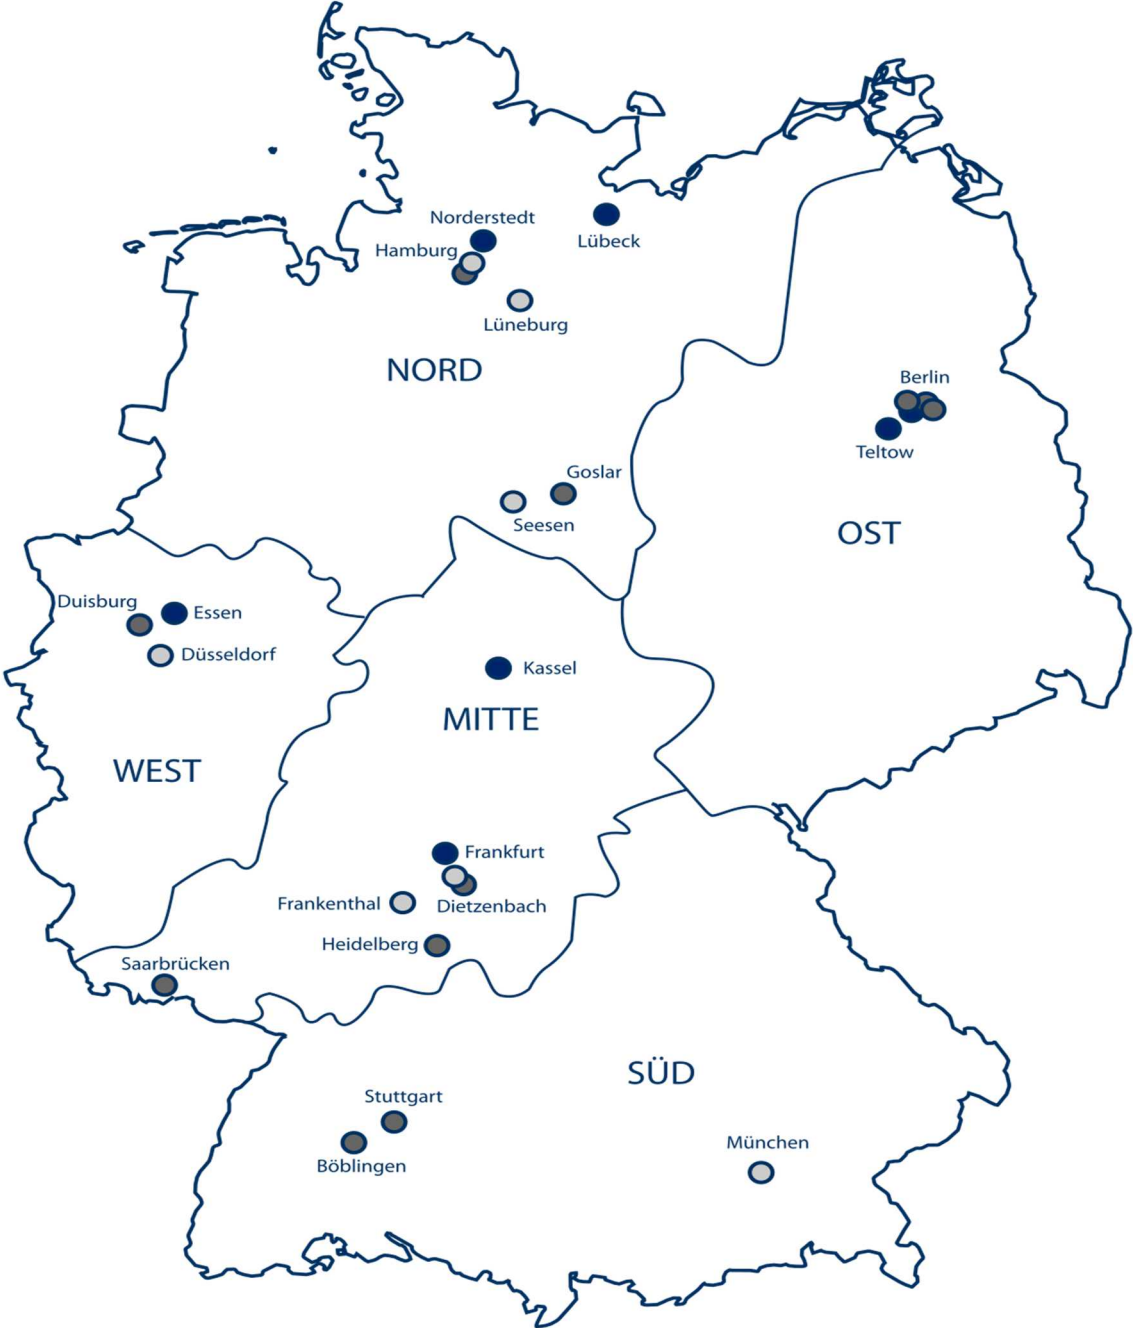 Norderstedt
Lübeck
Hamburg
Lüneburg
NORD
Berlin
Teltow
Goslar
Seesen
OST
Duisburg
Essen
Düsseldorf
Kassel
MITTE
WEST
Frankfurt
Frankenthal
Dietzenbach
Heidelberg
Saarbrücken
SÜD
Stuttgart
München
Böblingen